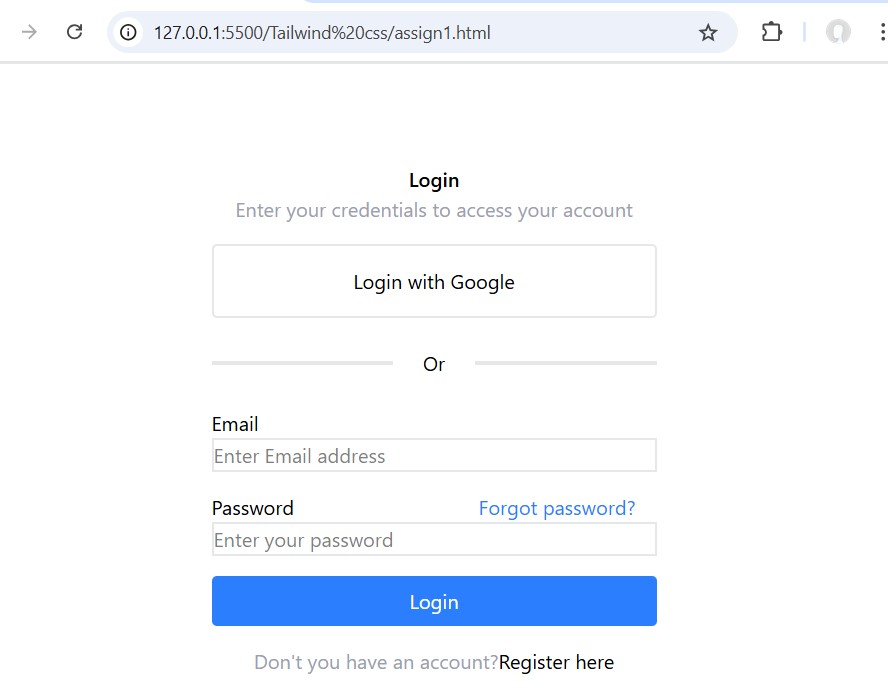 127.0.0.1:5500/Tailwind%20css/assign1.html
Login
Enter your credentials to access your account
Login with Google
Or
Email
Enter Email address
Password Forgot password?
Enter your password
Login
Don't you have an account?Register here